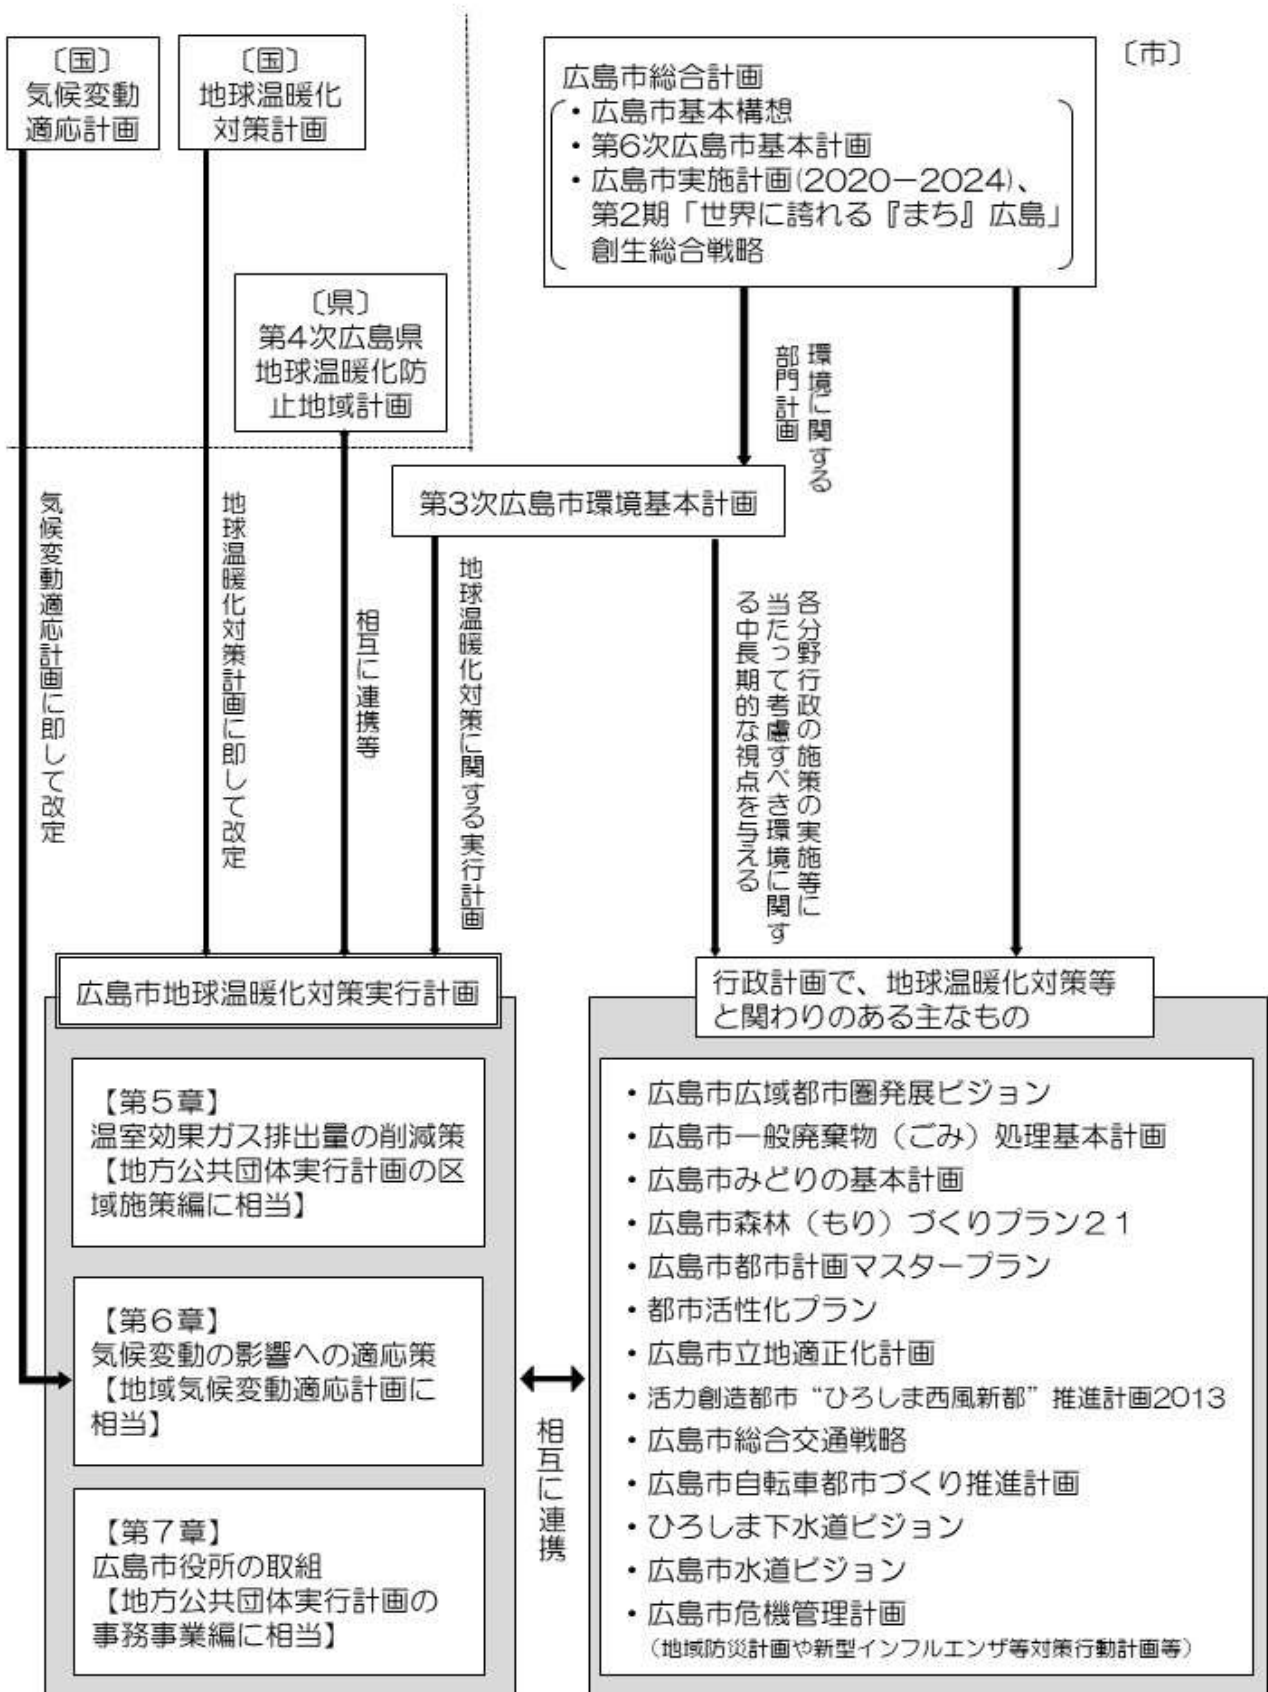 〔国〕
気候変動
適応計画
〔国〕
地球温暖化
対策計画
〔県〕
第4次広島県
地球温暖化防
止地域計画
〔市〕
広島市総合計画
・広島市基本構想
・第6次広島市基本計画
・広島市実施計画(2020−2024)、
第2期「世界に誇れる『まち』広島」
創生総合戦略
環境に関する
部門計画
第3次広島市環境基本計画
気候変動適応計画に即して改定
地球温暖化対策計画に即して改定
相互に連携等
地球温暖化対策に関する実行計画
各分野行政の施策の実施等に
当たって考慮すべき環境に関す
る中長期的な視点を与える
広島市地球温暖化対策実行計画
【第5章】
温室効果ガス排出量の削減策
【地方公共団体実行計画の区
域施策編に相当】
【第6章】
気候変動の影響への適応策
【地域気候変動適応計画に
相当】
【第7章】
広島市役所の取組
【地方公共団体実行計画の
事務事業編に相当】
相互に連携
行政計画で、地球温暖化対策等
と関わりのある主なもの
・広島市広域都市圏発展ビジョン
・広島市一般廃棄物（ごみ）処理基本計画
・広島市みどりの基本計画
・広島市森林（もり）づくりプラン２１
・広島市都市計画マスタープラン
・都市活性化プラン
・広島市立地適正化計画
・活力創造都市“ひろしま西風新都”推進計画2013
・広島市総合交通戦略
・広島市自転車都市づくり推進計画
・ひろしま下水道ビジョン
・広島市水道ビジョン
・広島市危機管理計画
（地域防災計画や新型インフルエンザ等対策行動計画等）